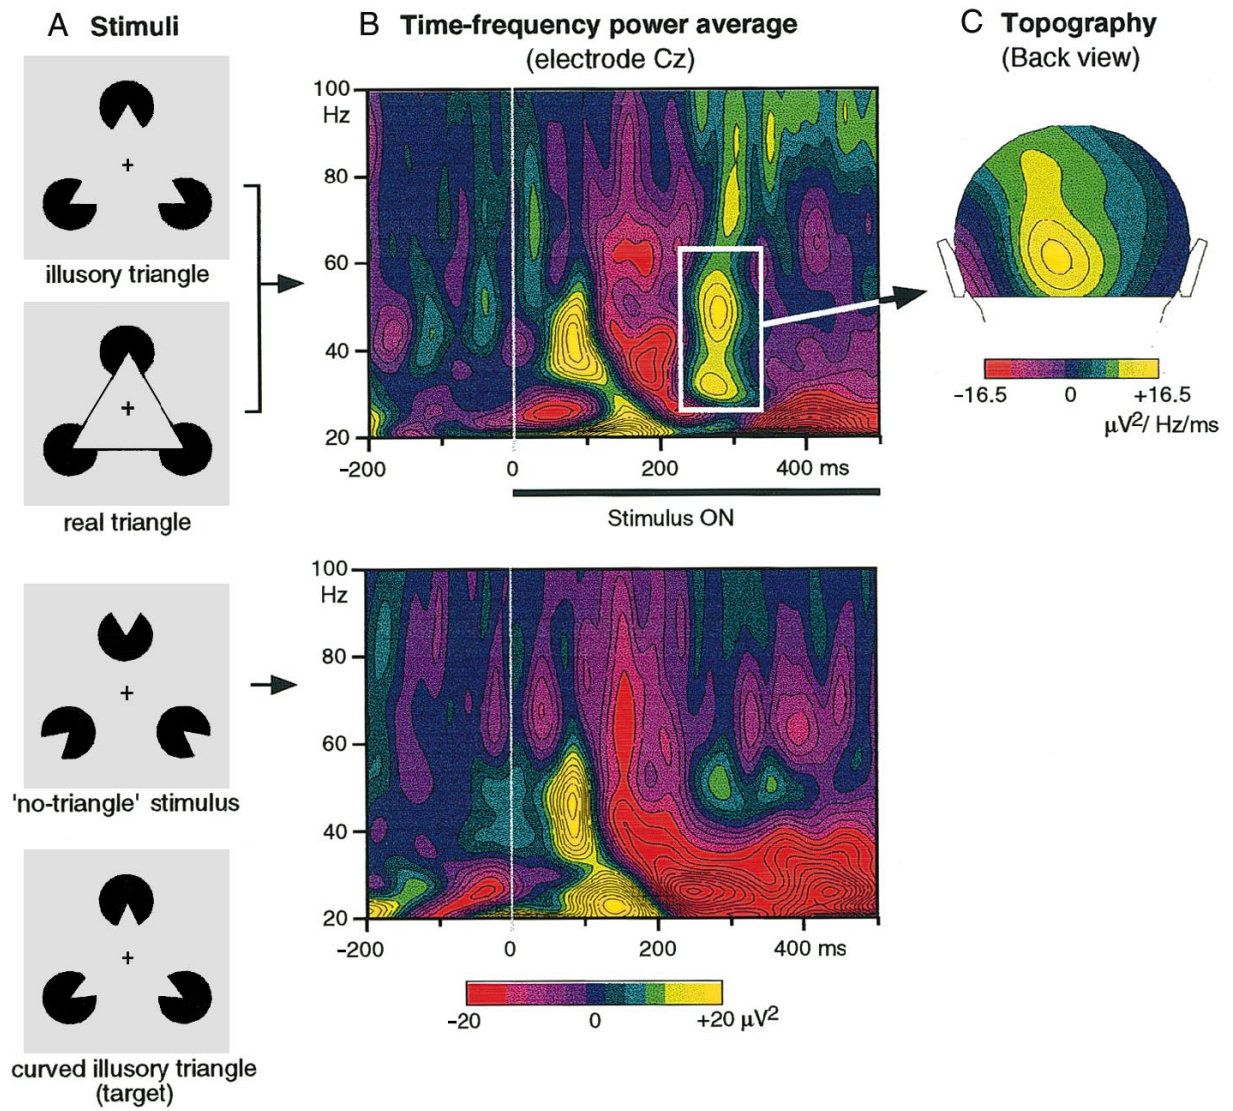 A Stimuli
illusory triangle
real triangle
'no-triangle' stimulus
curved illusory triangle
(target)
B Time-frequency power average
(electrode Cz)
100
Hz
80
60
40
20
-200 0 200 400 ms
Stimulus ON
100
Hz
80
60
40
20
-200 0 200 400 ms
-20 0 +20 μV²
C Topography
(Back view)
-16.5 0 +16.5
μV²/ Hz/ms